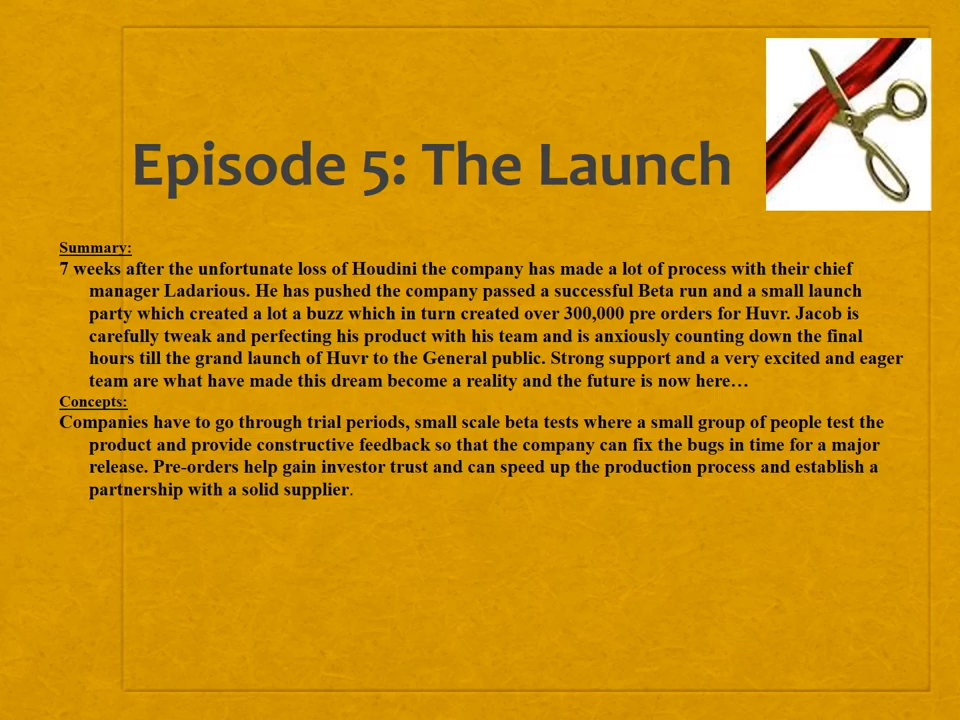 Episode 5: The Launch
Summary:
7 weeks after the unfortunate loss of Houdini the company has made a lot of process with their chief
manager Ladarious. He has pushed the company passed a successful Beta run and a small launch
party which created a lot a buzz which in turn created over 300,000 pre orders for Huvr. Jacob is
carefully tweak and perfecting his product with his team and is anxiously counting down the final
hours till the grand launch of Huvr to the General public. Strong support and a very excited and eager
team are what have made this dream become a reality and the future is now here…
Concepts:
Companies have to go through trial periods, small scale beta tests where a small group of people test the
product and provide constructive feedback so that the company can fix the bugs in time for a major
release. Pre-orders help gain investor trust and can speed up the production process and establish a
partnership with a solid supplier.